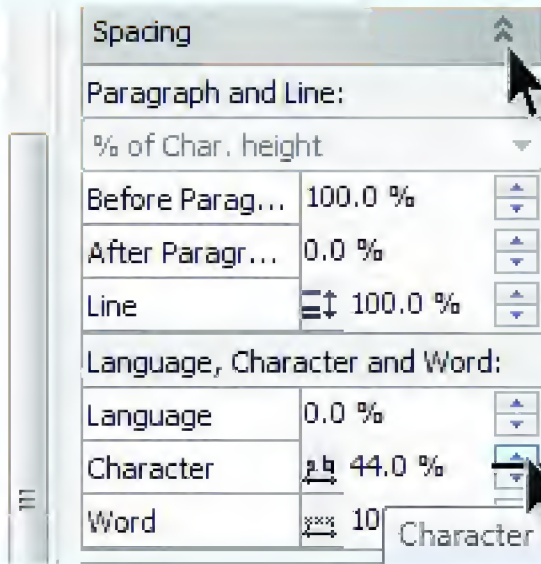 Spacing
Paragraph and Line:
% of Char. height
Before Parag... 100.0 %
After Paragr... 0.0 %
Line 100.0 %
Language, Character and Word:
Language 0.0 %
Character 44.0 %
Word 10
Character